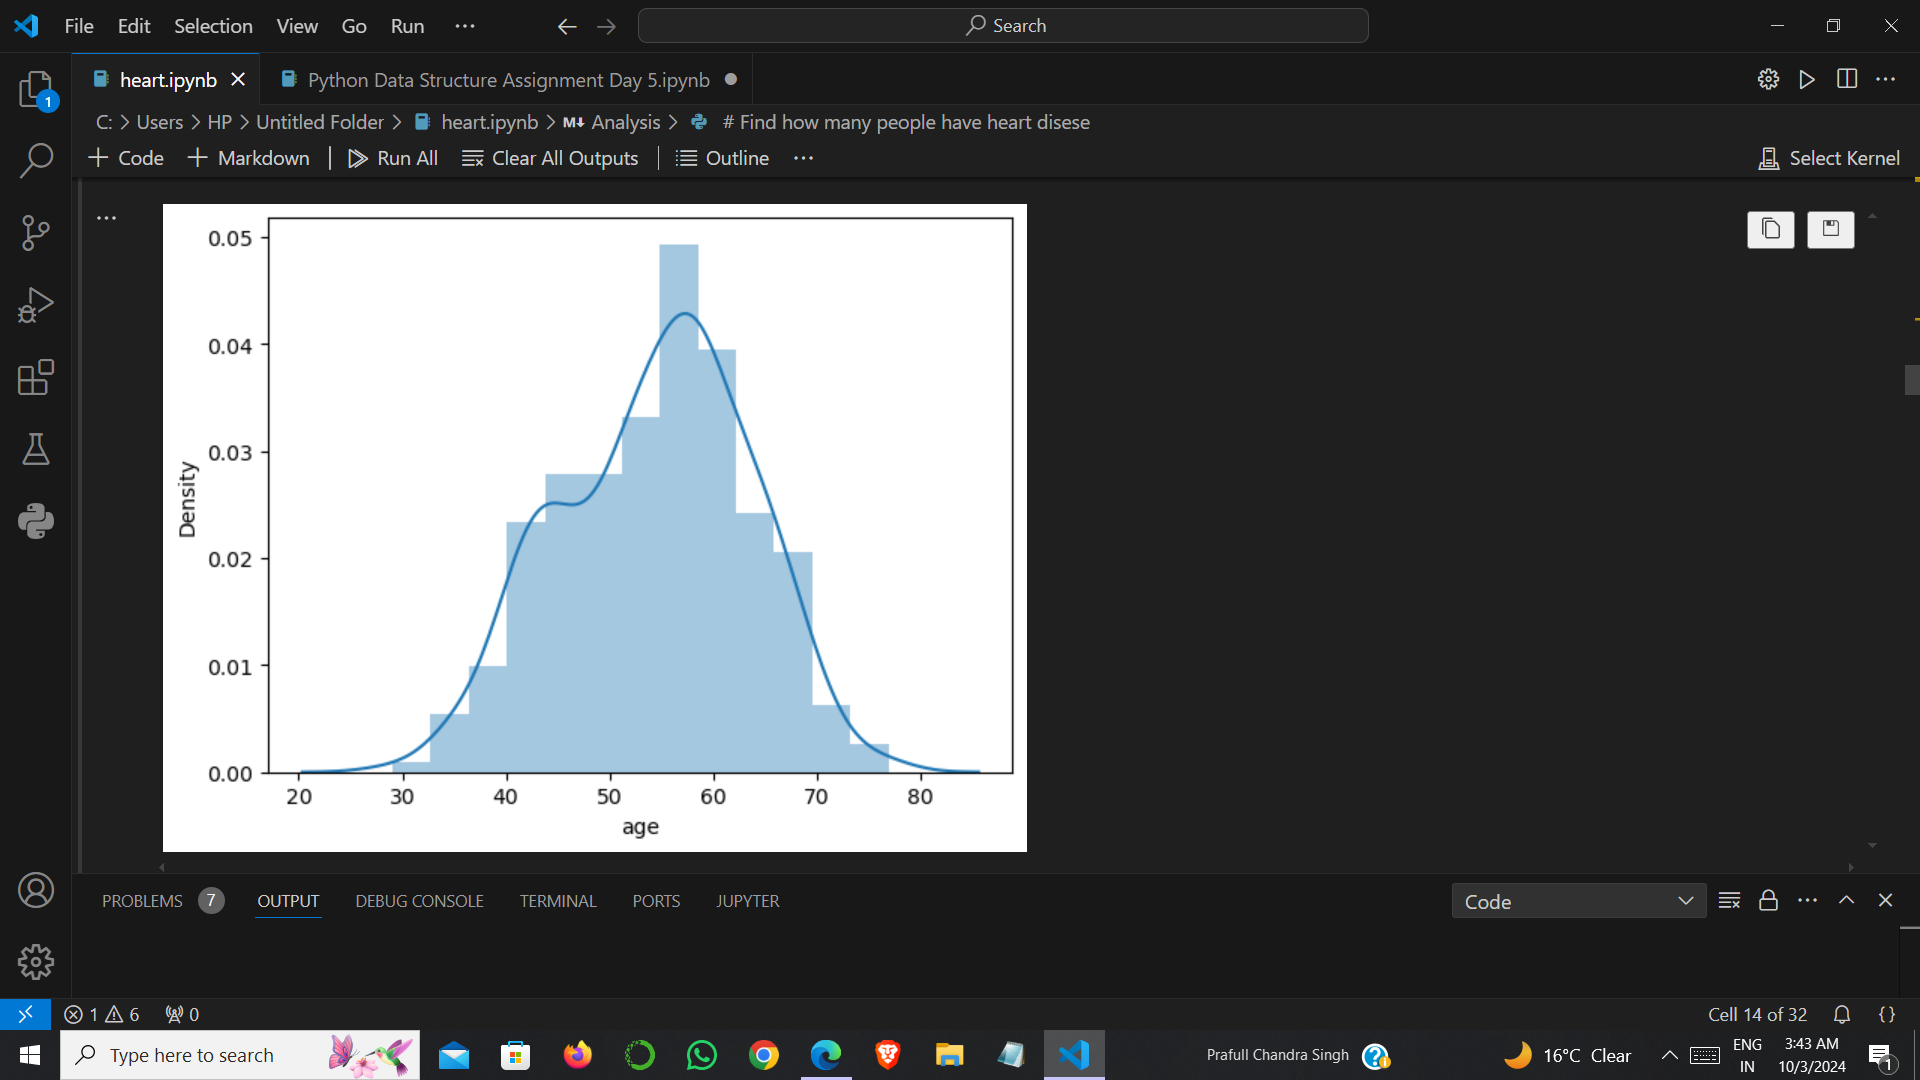 File Edit Selection View Go Run ··· Search
heart.ipynb Python Data Structure Assignment Day 5.ipynb
1
C: > Users > HP > Untitled Folder > heart.ipynb > M↓ Analysis > # Find how many people have heart disese
+ Code + Markdown Run All Clear All Outputs Outline ··· Select Kernel
0.05
0.04
0.03
0.02
0.01
0.00
Density
20 30 40 50 60 70 80
age
PROBLEMS 7 OUTPUT DEBUG CONSOLE TERMINAL PORTS JUPYTER Code
1 6 0 Cell 14 of 32 {}
Type here to search Prafull Chandra Singh 16°C Clear ENG IN 3:43 AM 10/3/2024 1